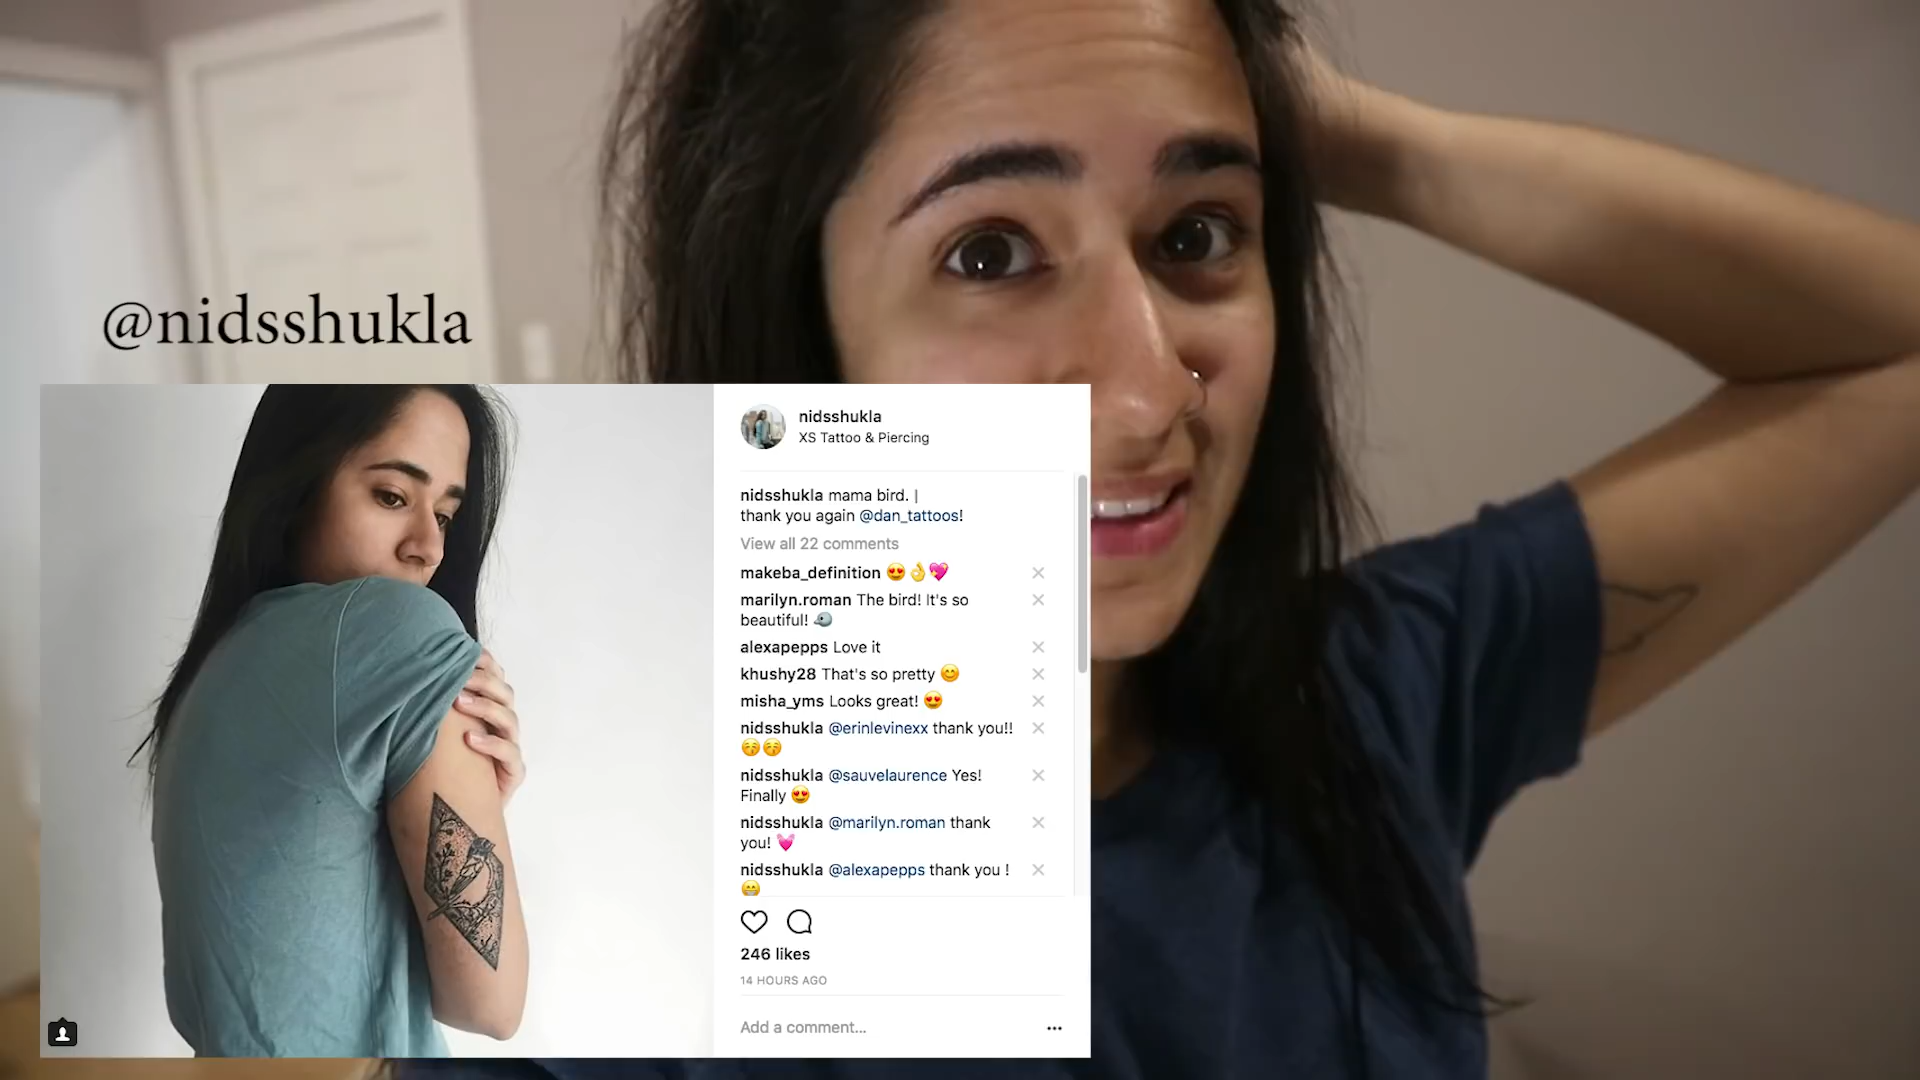 @nidsshukla
nidsshukla
XS Tattoo & Piercing
nidsshukla mama bird. |
thank you again @dan_tattoos!
View all 22 comments
makeba_definition 😍👌💖
marilyn.roman The bird! It's so
beautiful! 🐦
alexapepps Love it
khushy28 That's so pretty 😊
misha_yms Looks great! 😍
nidsshukla @erinlevinexx thank you!!
😚😚
nidsshukla @sauvelaurence Yes!
Finally 😍
nidsshukla @marilyn.roman thank
you! 💓
nidsshukla @alexapepps thank you !
😁
246 likes
14 HOURS AGO
Add a comment...